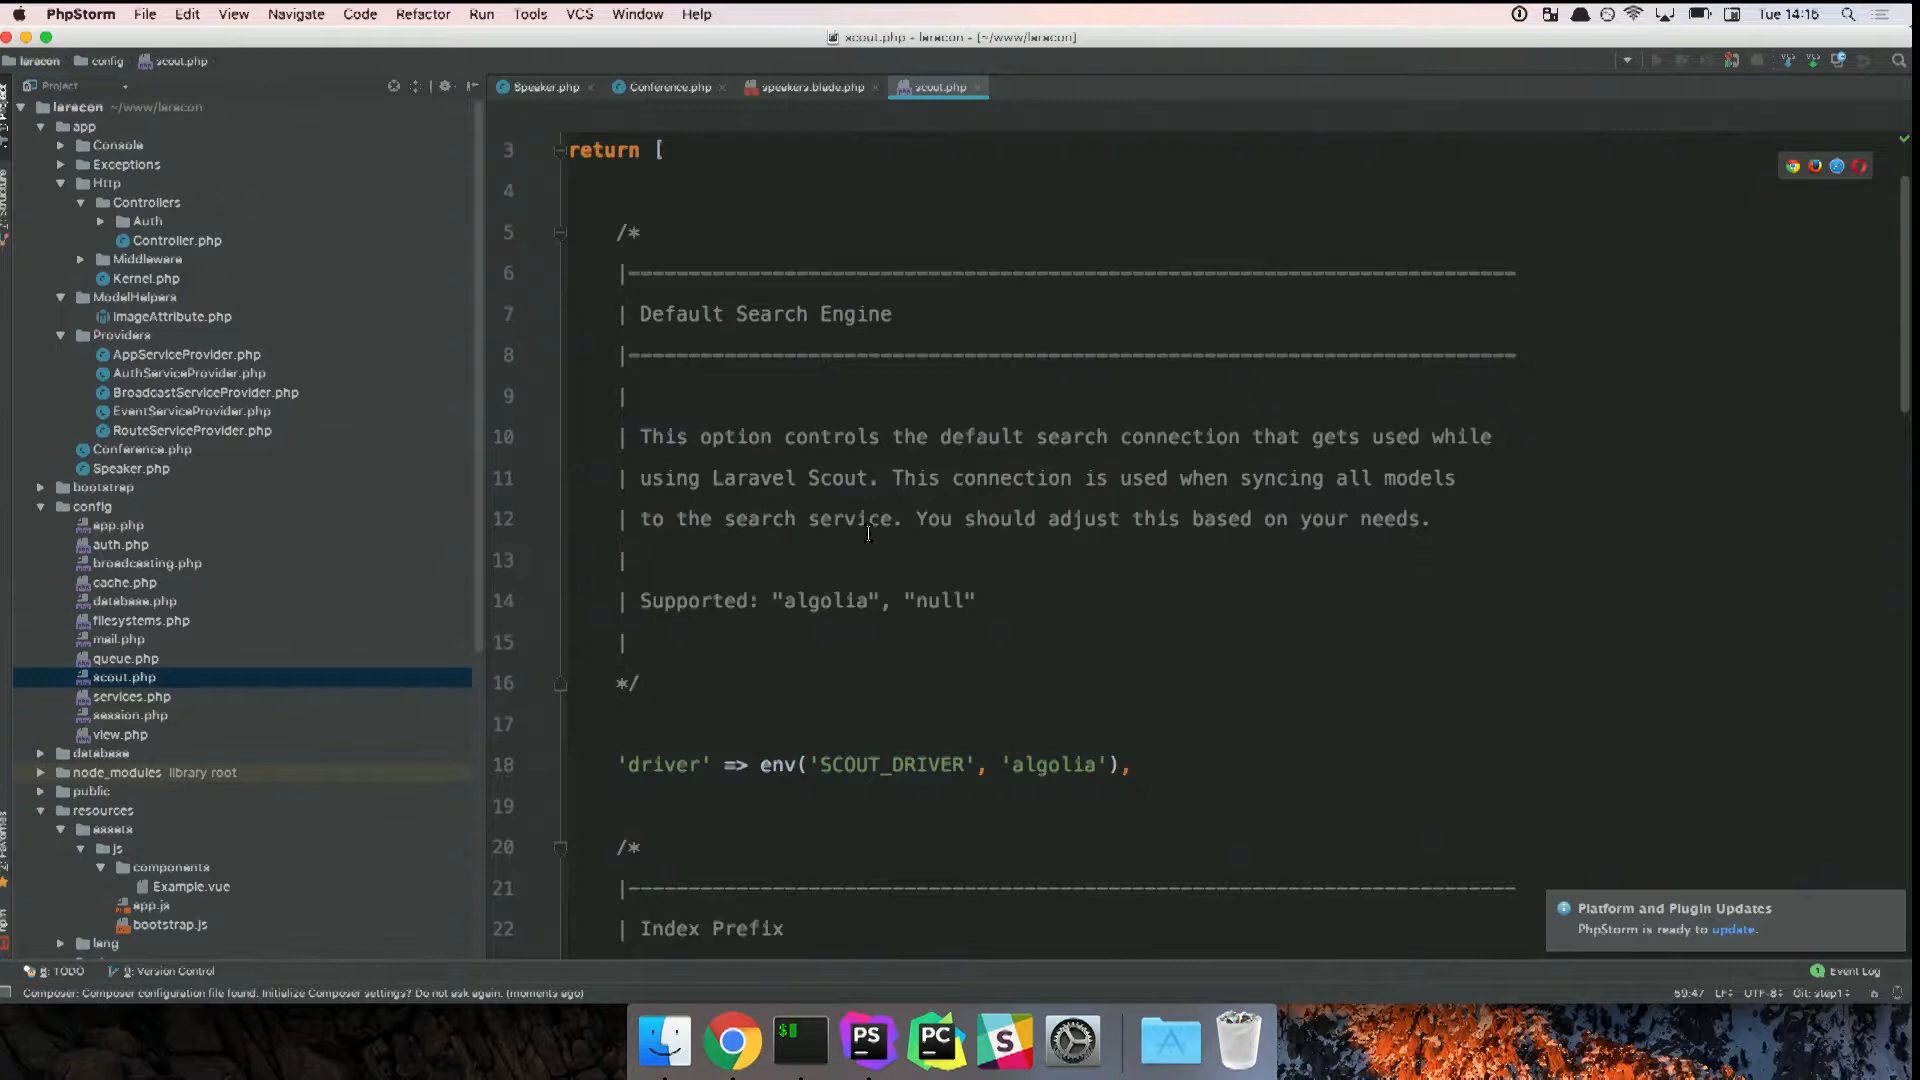 PhpStorm File Edit View Navigate Code Refactor Run Tools VCS Window Help Tue 14:16
scout.php - laracon - [~/www/laracon]
laracon config scout.php
Project
Speaker.php Conference.php speakers.blade.php scout.php
laracon ~/www/laracon
app
Console
Exceptions
Http
Controllers
Auth
Controller.php
Middleware
Kernel.php
ModelHelpers
ImageAttribute.php
Providers
AppServiceProvider.php
AuthServiceProvider.php
BroadcastServiceProvider.php
EventServiceProvider.php
RouteServiceProvider.php
Conference.php
Speaker.php
bootstrap
config
app.php
auth.php
broadcasting.php
cache.php
database.php
filesystems.php
mail.php
queue.php
scout.php
services.php
session.php
view.php
database
node_modules library root
public
resources
assets
js
components
Example.vue
app.js
bootstrap.js
lang
3 return [
4
5 /*
6 |--------------------------------------------------------------------------
7 | Default Search Engine
8 |--------------------------------------------------------------------------
9 |
10 | This option controls the default search connection that gets used while
11 | using Laravel Scout. This connection is used when syncing all models
12 | to the search service. You should adjust this based on your needs.
13 |
14 | Supported: "algolia", "null"
15 |
16 */
17
18 'driver' => env('SCOUT_DRIVER', 'algolia'),
19
20 /*
21 |--------------------------------------------------------------------------
22 | Index Prefix
Platform and Plugin Updates
PhpStorm is ready to update.
6: TODO 9: Version Control 1 Event Log
Composer: Composer configuration file found. Initialize Composer settings? Do not ask again. (moments ago) 59:47 LF UTF-8 Git: step1
$ PS PC S